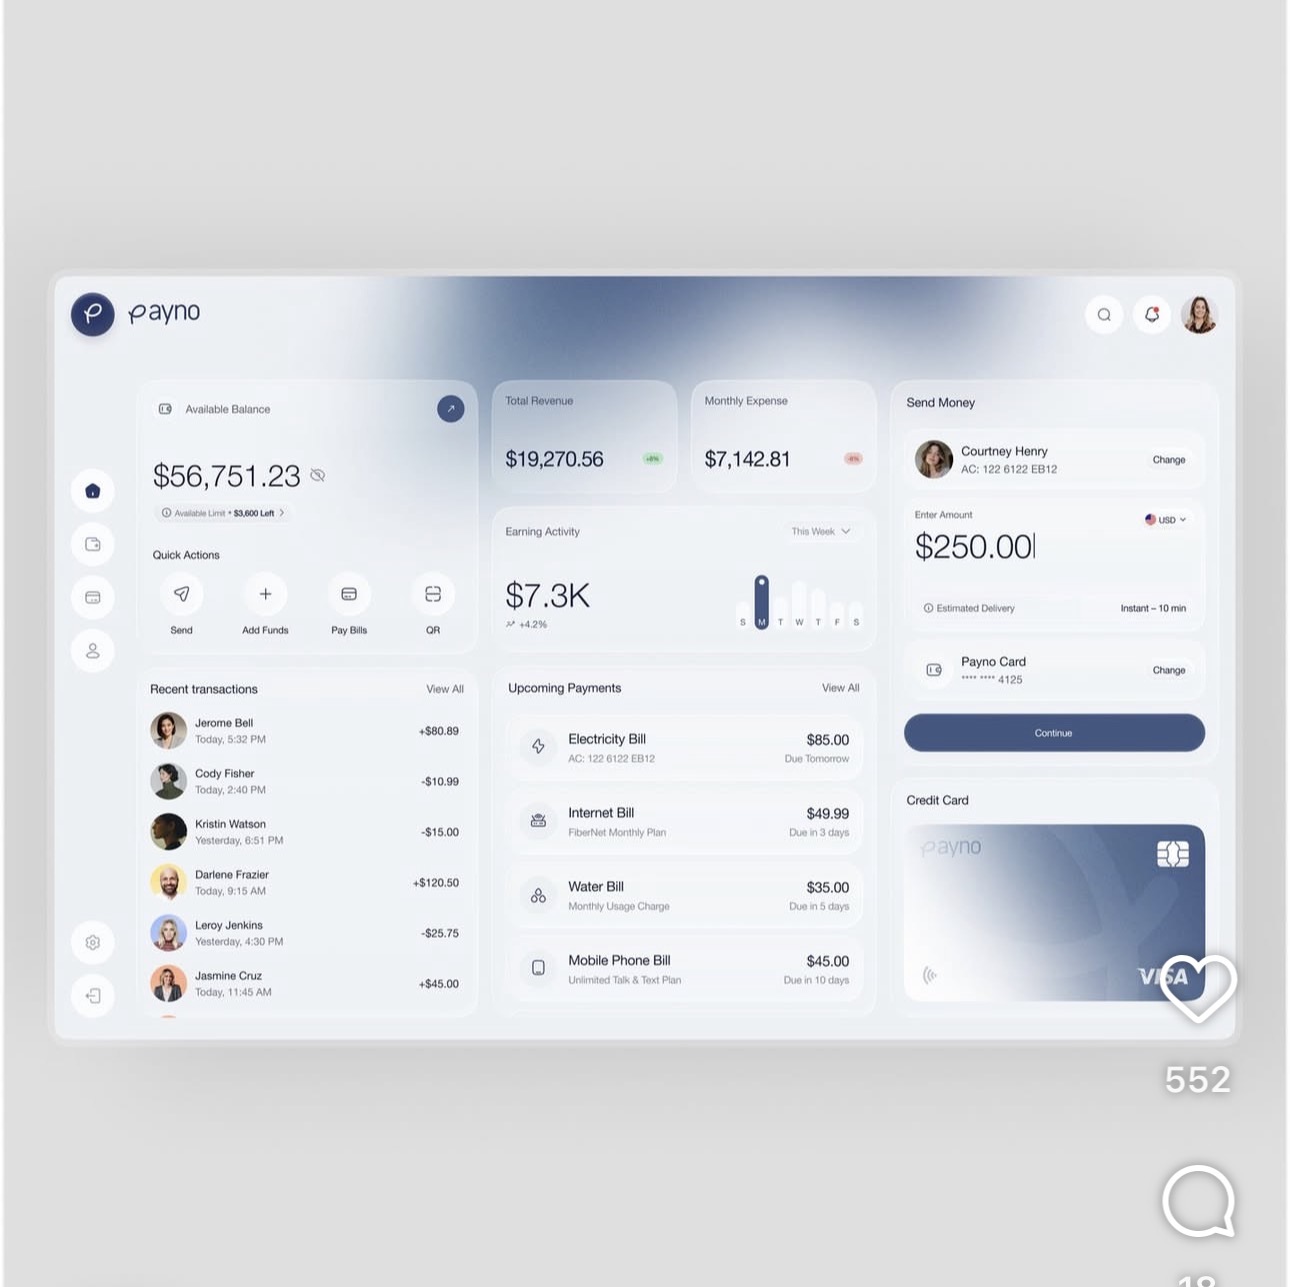 Payno
Available Balance
$56,751.23
Available Limit • $3,600 Left >
Quick Actions
Send
Add Funds
Pay Bills
QR
Total Revenue
$19,270.56
+8%
Monthly Expense
$7,142.81
-8%
Earning Activity
This Week
$7.3K
+4.2%
S M T W T F S
Send Money
Courtney Henry
AC: 122 6122 EB12
Change
Enter Amount
USD
$250.00
Estimated Delivery
Instant – 10 min
Payno Card
**** **** 4125
Change
Continue
Recent transactions
View All
Jerome Bell
Today, 5:32 PM
+$80.89
Cody Fisher
Today, 2:40 PM
-$10.99
Kristin Watson
Yesterday, 6:51 PM
-$15.00
Darlene Frazier
Today, 9:15 AM
+$120.50
Leroy Jenkins
Yesterday, 4:30 PM
-$25.75
Jasmine Cruz
Today, 11:45 AM
+$45.00
Upcoming Payments
View All
Electricity Bill
AC: 122 6122 EB12
$85.00
Due Tomorrow
Internet Bill
FiberNet Monthly Plan
$49.99
Due in 3 days
Water Bill
Monthly Usage Charge
$35.00
Due in 5 days
Mobile Phone Bill
Unlimited Talk & Text Plan
$45.00
Due in 10 days
Credit Card
Payno
VISA
552